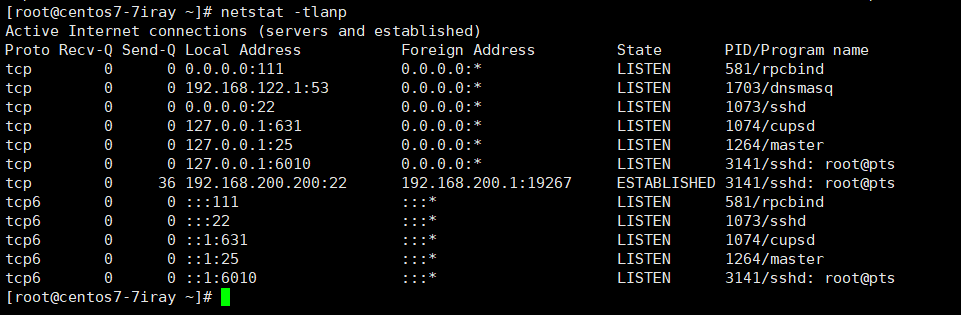 [root@centos7-7iray ~]# netstat -tlanp
Active Internet connections (servers and established)
Proto Recv-Q Send-Q Local Address           Foreign Address         State       PID/Program name
tcp        0      0 0.0.0.0:111             0.0.0.0:*               LISTEN      581/rpcbind
tcp        0      0 192.168.122.1:53        0.0.0.0:*               LISTEN      1703/dnsmasq
tcp        0      0 0.0.0.0:22              0.0.0.0:*               LISTEN      1073/sshd
tcp        0      0 127.0.0.1:631           0.0.0.0:*               LISTEN      1074/cupsd
tcp        0      0 127.0.0.1:25            0.0.0.0:*               LISTEN      1264/master
tcp        0      0 127.0.0.1:6010          0.0.0.0:*               LISTEN      3141/sshd: root@pts
tcp        0     36 192.168.200.200:22      192.168.200.1:19267     ESTABLISHED 3141/sshd: root@pts
tcp6       0      0 :::111                  :::*                    LISTEN      581/rpcbind
tcp6       0      0 :::22                   :::*                    LISTEN      1073/sshd
tcp6       0      0 ::1:631                 :::*                    LISTEN      1074/cupsd
tcp6       0      0 ::1:25                  :::*                    LISTEN      1264/master
tcp6       0      0 ::1:6010                :::*                    LISTEN      3141/sshd: root@pts
[root@centos7-7iray ~]#